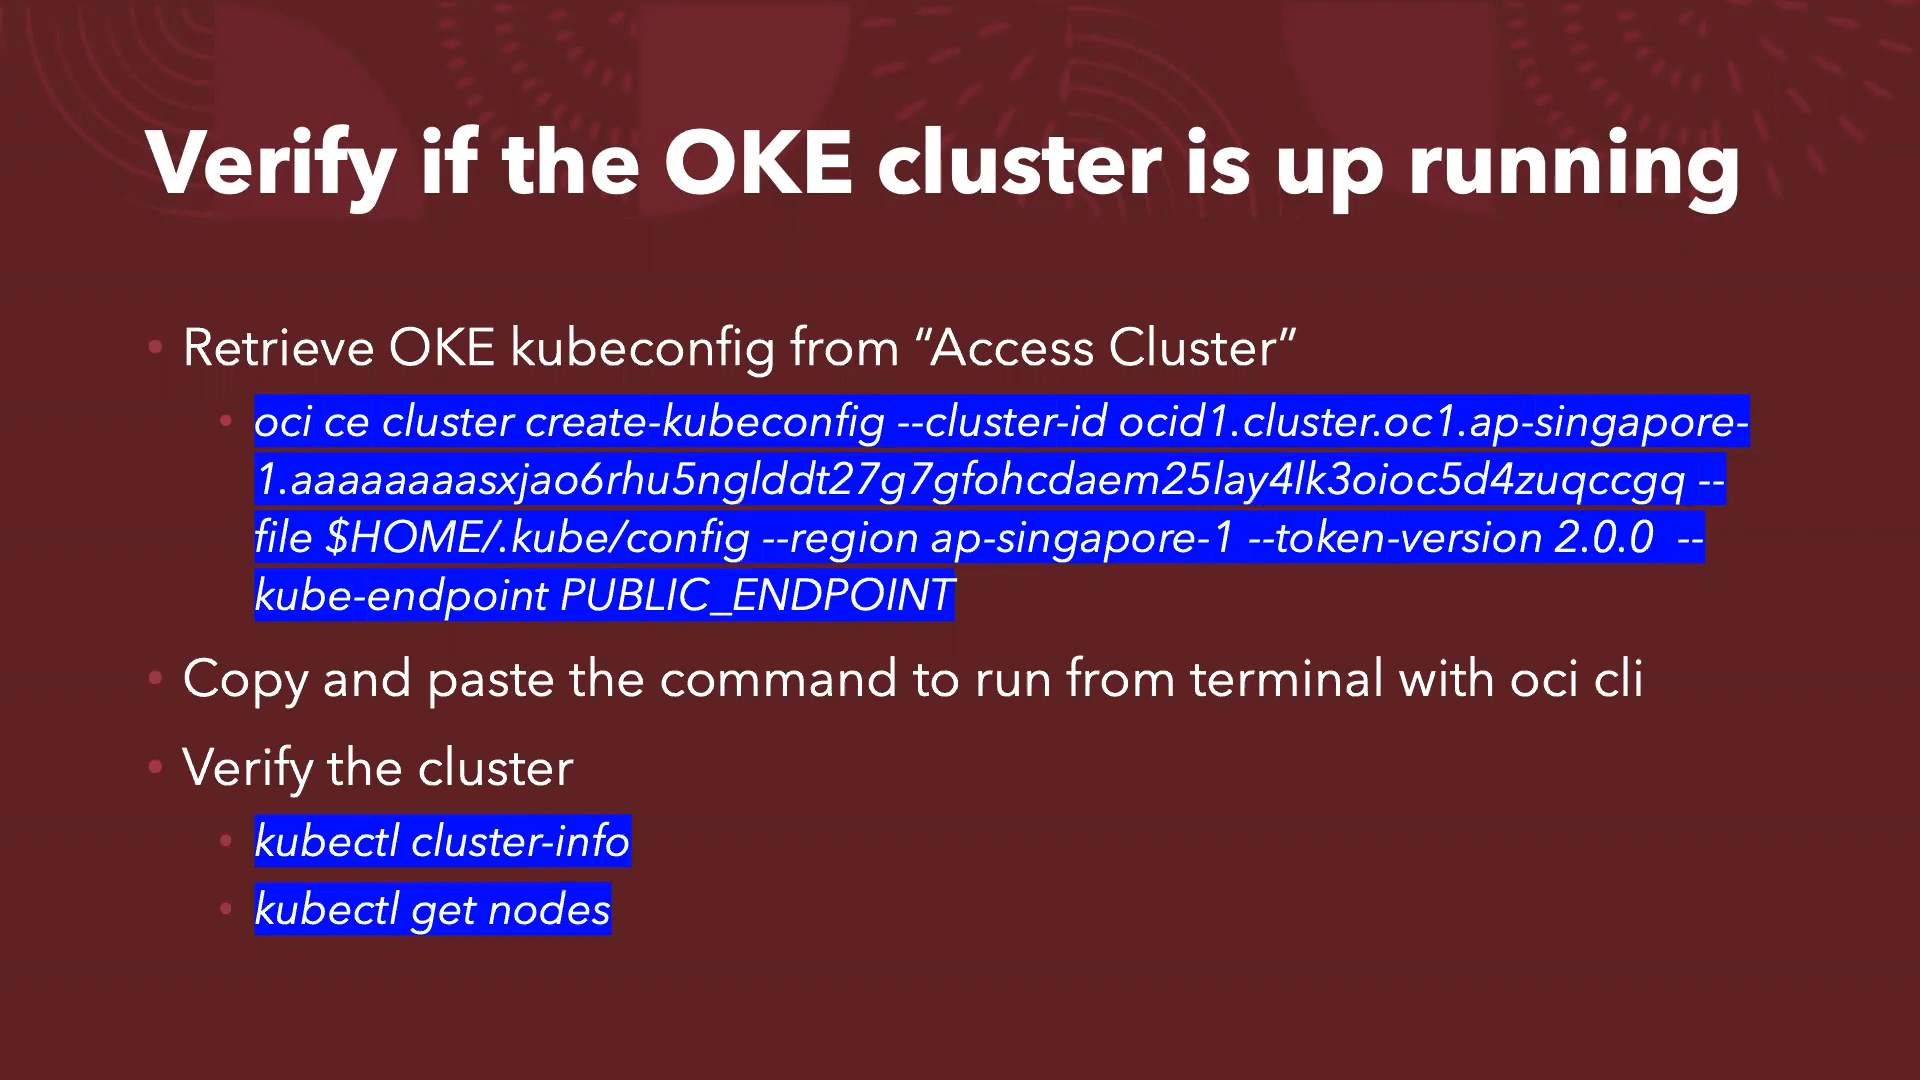 Verify if the OKE cluster is up running
• Retrieve OKE kubeconfig from “Access Cluster”
• oci ce cluster create-kubeconfig --cluster-id ocid1.cluster.oc1.ap-singapore-
1.aaaaaaaasxjao6rhu5nglddt27g7gfohcdaem25lay4lk3oioc5d4zuqccgq --
file $HOME/.kube/config --region ap-singapore-1 --token-version 2.0.0 --
kube-endpoint PUBLIC_ENDPOINT
• Copy and paste the command to run from terminal with oci cli
• Verify the cluster
• kubectl cluster-info
• kubectl get nodes